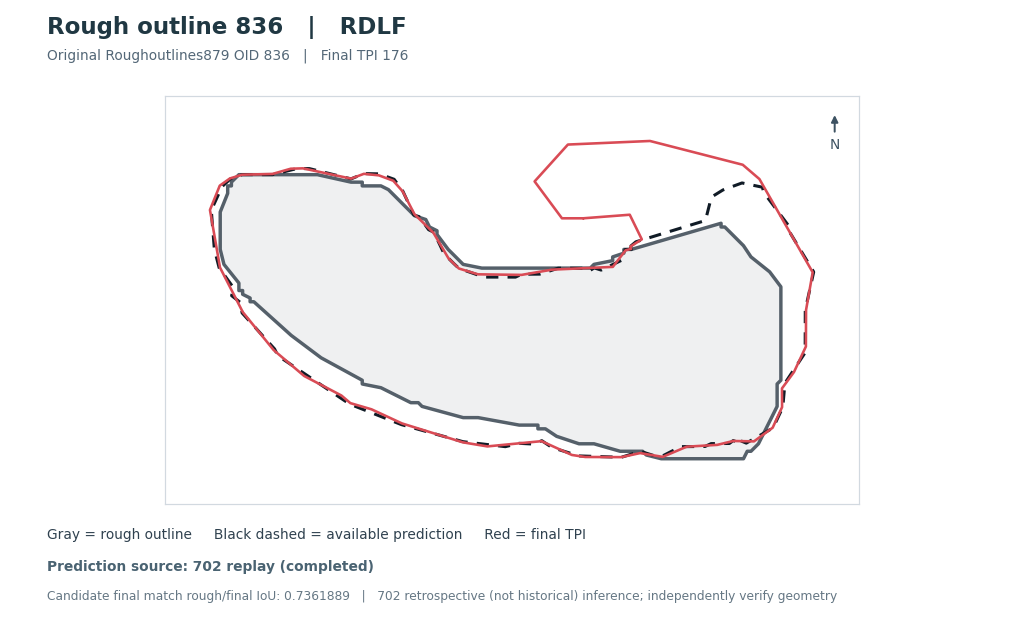 Rough outline 836   |   RDLF
Original Roughoutlines879 OID 836   |   Final TPI 176
N
Gray = rough outline     Black dashed = available prediction     Red = final TPI
Prediction source: 702 replay (completed)
Candidate final match rough/final IoU: 0.7361889   |   702 retrospective (not historical) inference; independently verify geometry